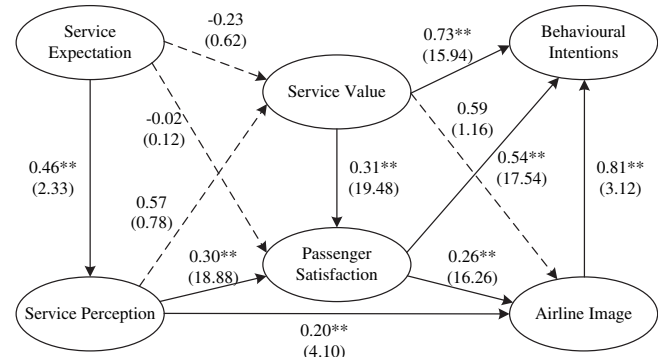 Service
Expectation
-0.23
(0.62)
0.73**
(15.94)
Behavioural
Intentions
Service Value
-0.02
(0.12)
0.59
(1.16)
0.46**
(2.33)
0.57
(0.78)
0.31**
(19.48)
0.54**
(17.54)
0.81**
(3.12)
0.30**
(18.88)
Passenger
Satisfaction
0.26**
(16.26)
Service Perception
Airline Image
0.20**
(4.10)